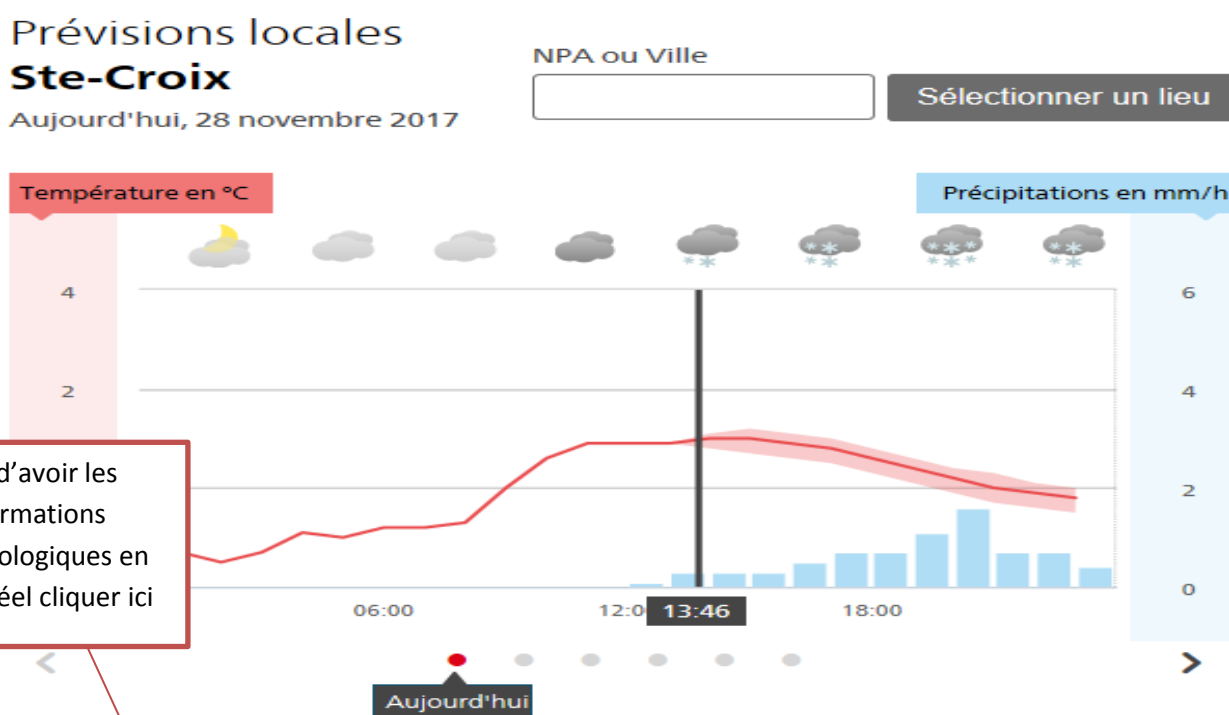 Prévisions locales
Ste-Croix
Aujourd'hui, 28 novembre 2017
NPA ou Ville
Sélectionner un lieu
Température en °C
Précipitations en mm/h
4
2
6
4
2
0
d’avoir les
rmations
ologiques en
éel cliquer ici
06:00
12:0
13:46
18:00
Aujourd'hui